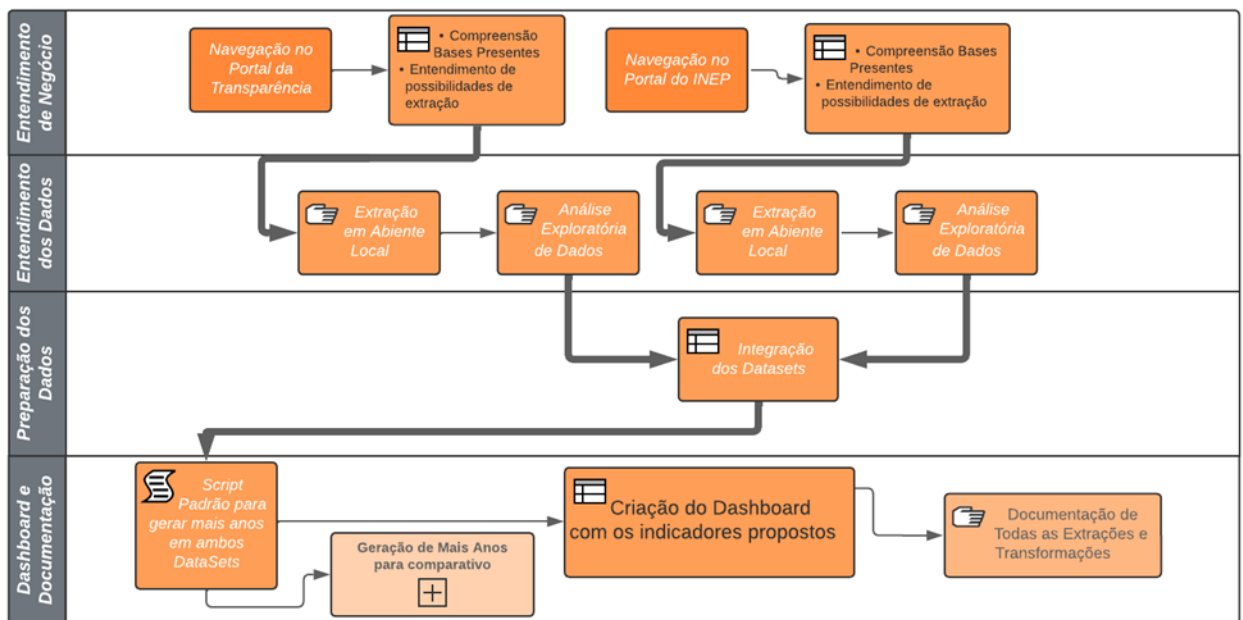 Entendimento
de Negócio
Navegação no
Portal da
Transparência
• Compreensão
Bases Presentes
• Entendimento de
possibilidades de
extração
Navegação no
Portal do INEP
• Compreensão Bases
Presentes
• Entendimento de
possibilidades de extração
Entendimento
dos Dados
Extração
em Abiente
Local
Análise
Exploratória
de Dados
Extração
em Abiente
Local
Análise
Exploratória
de Dados
Preparação dos
Dados
Integração
dos Datasets
Dashboard e
Documentação
Script
Padrão para
gerar mais anos
em ambos
DataSets
Geração de Mais Anos
para comparativo
Criação do Dashboard
com os indicadores propostos
Documentação de
Todas as Extrações e
Transformações